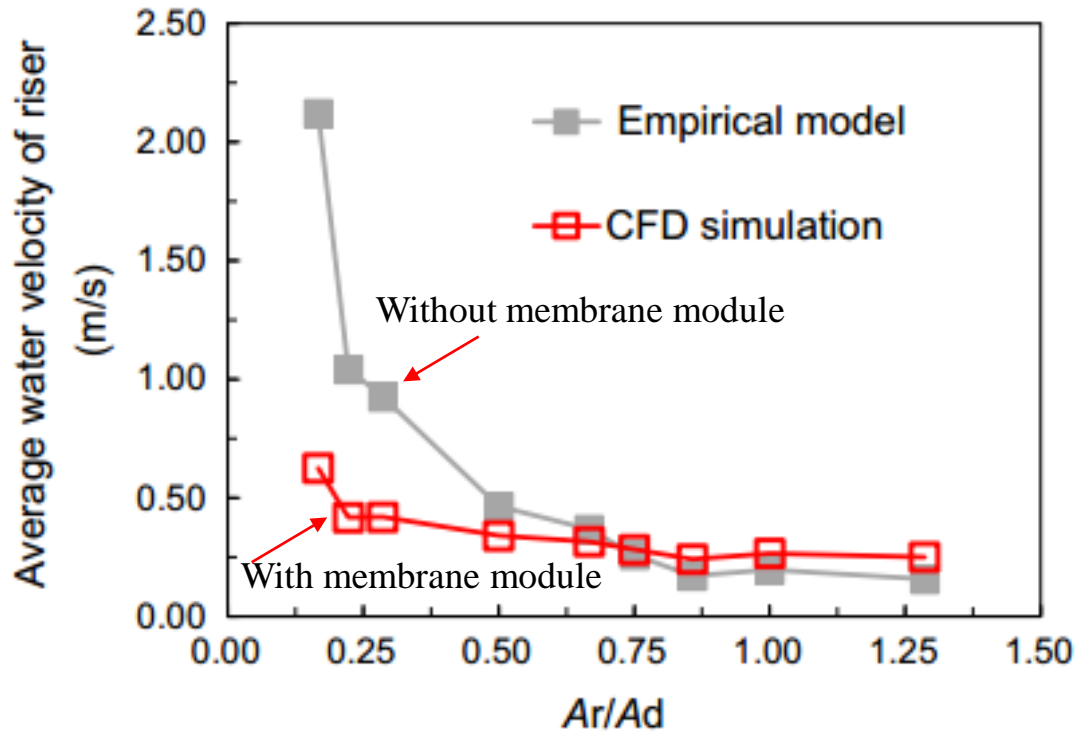 Average water velocity of riser
(m/s)
2.50
2.00
1.50
1.00
0.50
0.00
Empirical model
CFD simulation
Without membrane module
With membrane module
0.00 0.25 0.50 0.75 1.00 1.25 1.50
Ar/Ad